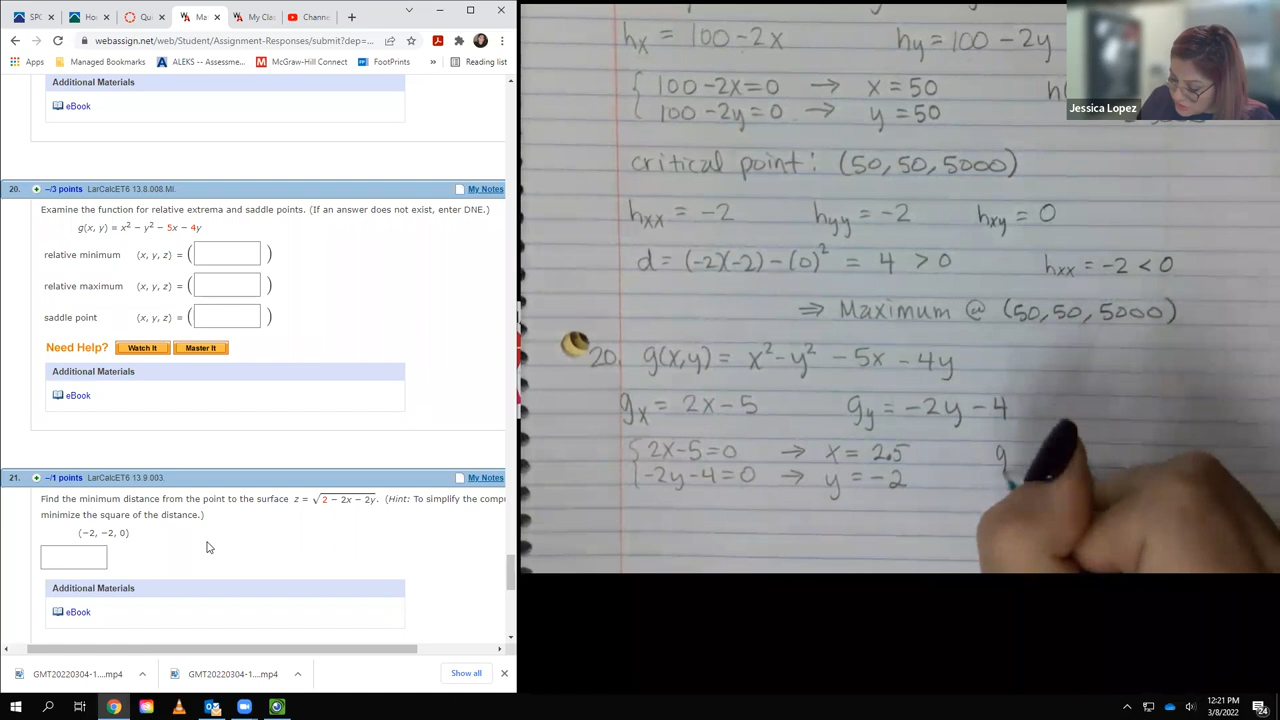 SPC
Ho
Qu
Ma
My Cla
Channe
webassign.net/web/Student/Assignment-Responses/submit?dep=...
Apps
Managed Bookmarks
ALEKS -- Assessme...
McGraw-Hill Connect
FootPrints
»
Reading list
Additional Materials
eBook
20.
–/3 points
LarCalcET6 13.8.008.MI.
My Notes
Examine the function for relative extrema and saddle points. (If an answer does not exist, enter DNE.)
g(x, y) = x² − y² − 5x − 4y
relative minimum (x, y, z) = ( )
relative maximum (x, y, z) = ( )
saddle point (x, y, z) = ( )
Need Help? Watch It Master It
Additional Materials
eBook
21.
–/1 points
LarCalcET6 13.9.003.
My Notes
Find the minimum distance from the point to the surface z = √2 − 2x − 2y. (Hint: To simplify the comp
minimize the square of the distance.)
(−2, −2, 0)
Additional Materials
eBook
GMT20220304-1....mp4
GMT20220304-1....mp4
Show all
hx = 100 - 2x hy = 100 - 2y
100 - 2x = 0 → x = 50
100 - 2y = 0 → y = 50
critical point: (50, 50, 5000)
hxx = -2 hyy = -2 hxy = 0
d = (-2)(-2) - (0)² = 4 > 0 hxx = -2 < 0
⇒ Maximum @ (50, 50, 5000)
20. g(x,y) = x² - y² - 5x - 4y
gx = 2x - 5 gy = -2y - 4
2x - 5 = 0 → x = 2.5 g
-2y - 4 = 0 → y = -2
Jessica Lopez
12:21 PM
3/8/2022
24